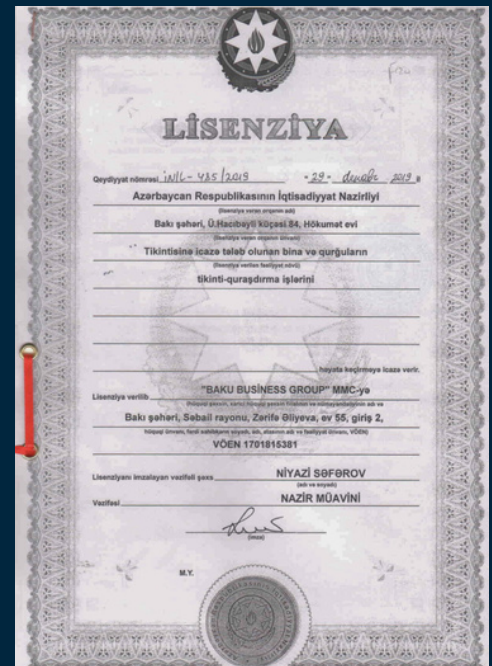 LİSENZİYA
Qeydiyyat nömrəsi İN/L - 485/2019 "29" dekabr 2019
Azərbaycan Respublikasının İqtisadiyyat Nazirliyi
(lisenziya verən orqanın adı)
Bakı şəhəri, Ü.Hacıbəyli küçəsi 84, Hökumət evi
(lisenziya verən orqanın ünvanı)
Tikintisinə icazə tələb olunan bina və qurğuların
(lisenziya verilən fəaliyyət növü)
tikinti-quraşdırma işlərini
həyata keçirməyə icazə verir.
Lisenziya verilib "BAKU BUSİNESS GROUP" MMC-yə
Bakı şəhəri, Səbail rayonu, Zərifə Əliyeva, ev 55, giriş 2,
VÖEN 1701815381
Lisenziyanı imzalayan vəzifəli şəxs NİYAZİ SƏFƏROV
(adı və soyadı)
Vəzifəsi NAZİR MÜAVİNİ
(imza)
M.Y.